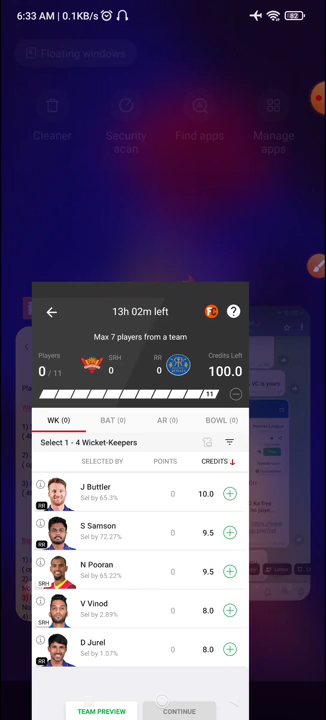 6:33 AM | 0.1KB/s
82
Floating windows
Cleaner
Security scan
Find apps
Manage apps
13h 02m left
?
Max 7 players from a team
Players
SRH
RR
Credits Left
0 / 11
0
0
100.0
11
WK (0)
BAT (0)
AR (0)
BOWL (0)
Select 1 - 4 Wicket-Keepers
SELECTED BY
POINTS
CREDITS
J Buttler
Sel by 65.3%
0
10.0
RR
S Samson
Sel by 72.27%
0
9.5
RR
N Pooran
Sel by 65.22%
0
9.5
SRH
V Vinod
Sel by 2.89%
0
8.0
SRH
D Jurel
Sel by 1.07%
0
8.0
RR
TEAM PREVIEW
CONTINUE